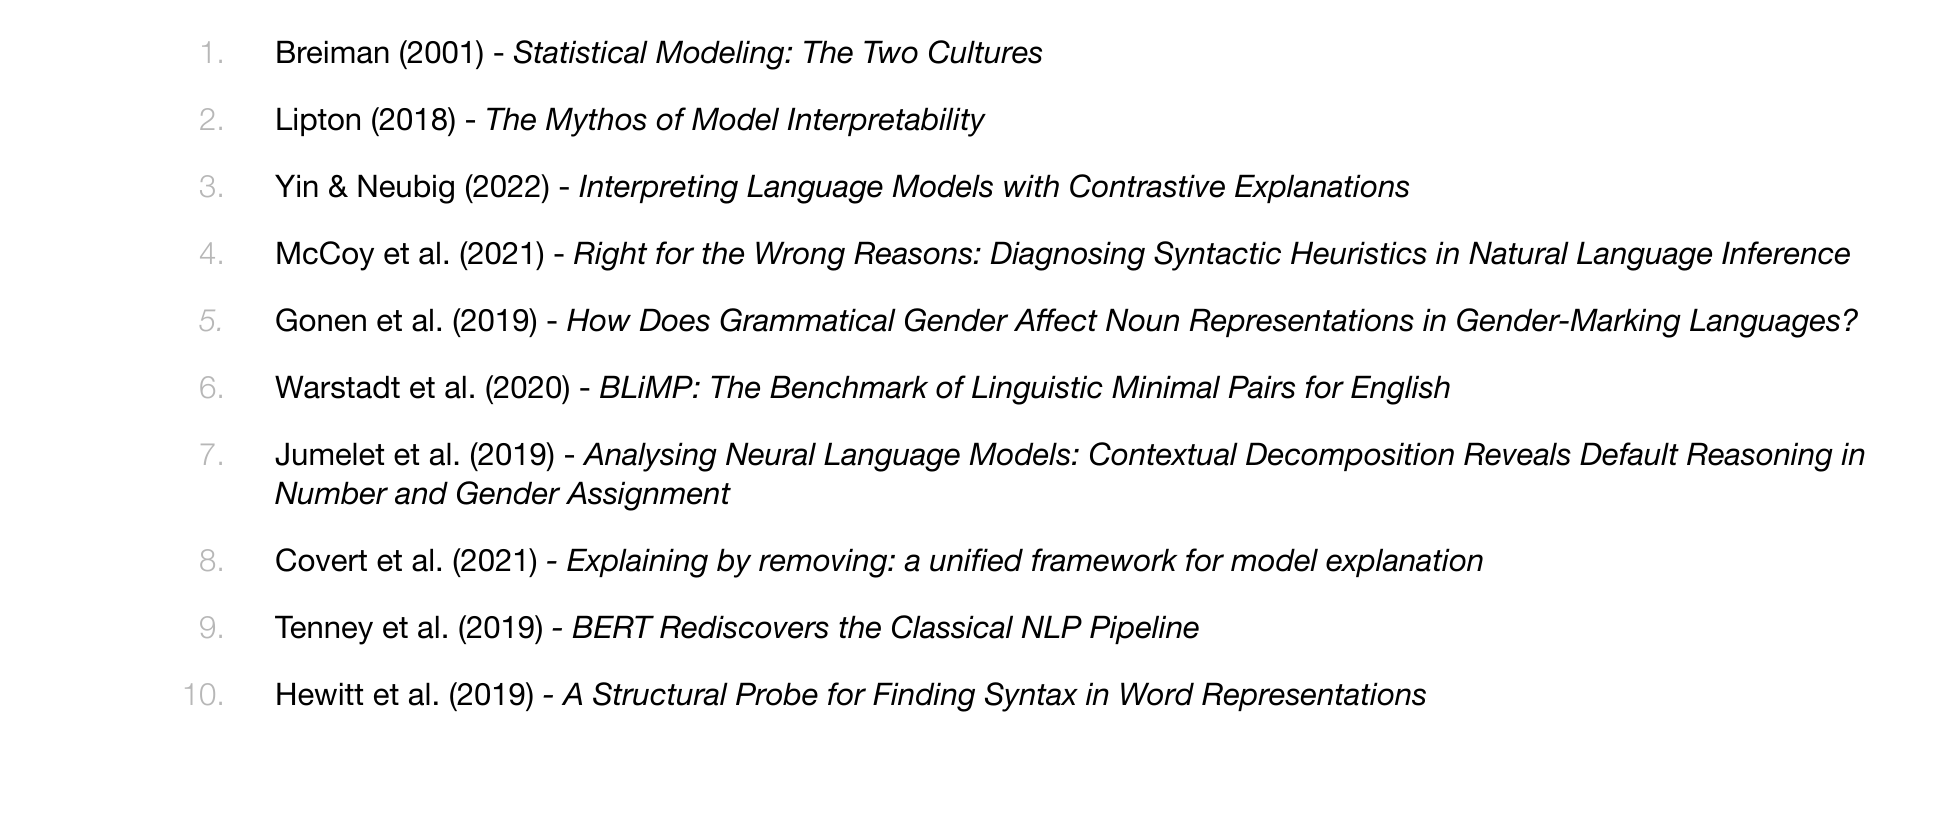 1. Breiman (2001) - Statistical Modeling: The Two Cultures
2. Lipton (2018) - The Mythos of Model Interpretability
3. Yin & Neubig (2022) - Interpreting Language Models with Contrastive Explanations
4. McCoy et al. (2021) - Right for the Wrong Reasons: Diagnosing Syntactic Heuristics in Natural Language Inference
5. Gonen et al. (2019) - How Does Grammatical Gender Affect Noun Representations in Gender-Marking Languages?
6. Warstadt et al. (2020) - BLiMP: The Benchmark of Linguistic Minimal Pairs for English
7. Jumelet et al. (2019) - Analysing Neural Language Models: Contextual Decomposition Reveals Default Reasoning in
Number and Gender Assignment
8. Covert et al. (2021) - Explaining by removing: a unified framework for model explanation
9. Tenney et al. (2019) - BERT Rediscovers the Classical NLP Pipeline
10. Hewitt et al. (2019) - A Structural Probe for Finding Syntax in Word Representations